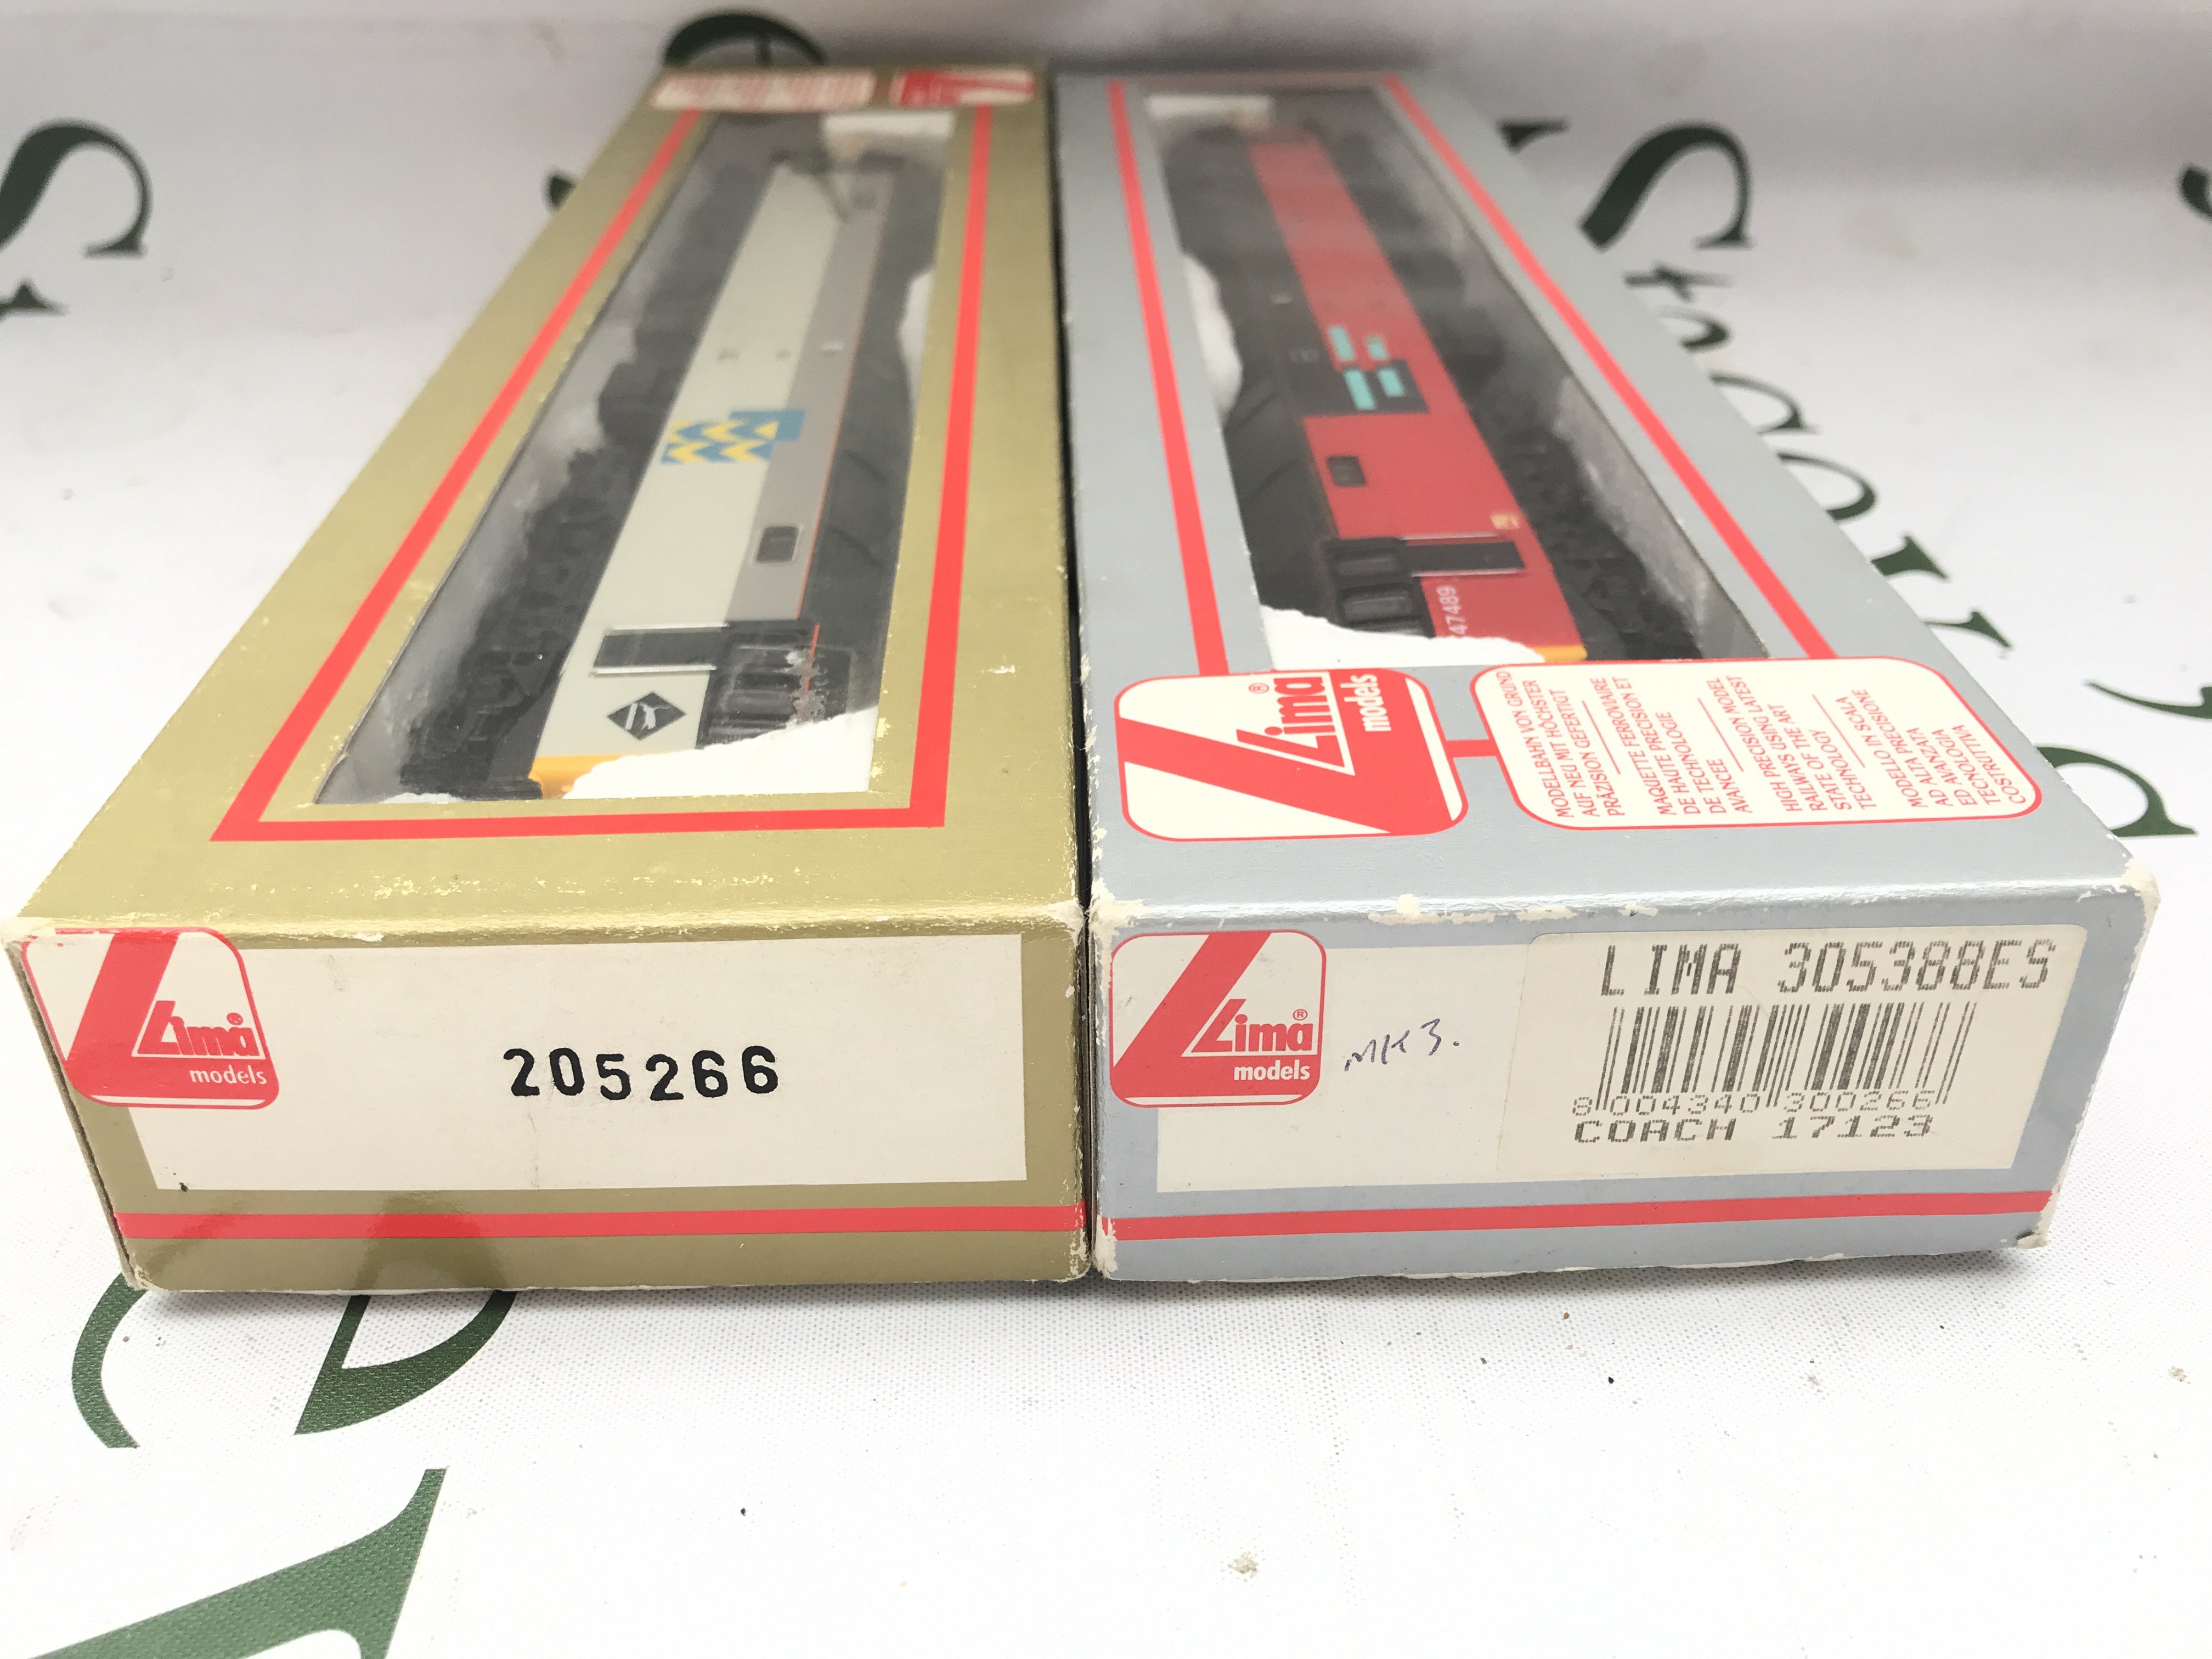 47489
Lima®
models
MODELLBAHN VON GRUND
AUF NEU MIT HÖCHSTER
PRÄZISION GEFERTIGT
MAQUETTE FERROVIAIRE
DE HAUTE PRECISION ET
DE TECHNOLOGIE
AVANCÉE
HIGH PRECISION MODEL
RAILWAYS USING LATEST
STATE OF THE ART
TECHNOLOGY
MODELLO IN SCALA
AD ALTA PRECISIONE
ED AVANZATA
TECNOLOGIA
COSTRUTTIVA
Lima®
models
205266
Lima®
models
MK3.
LIMA 305388ES
8 004340 300266
COACH 17123